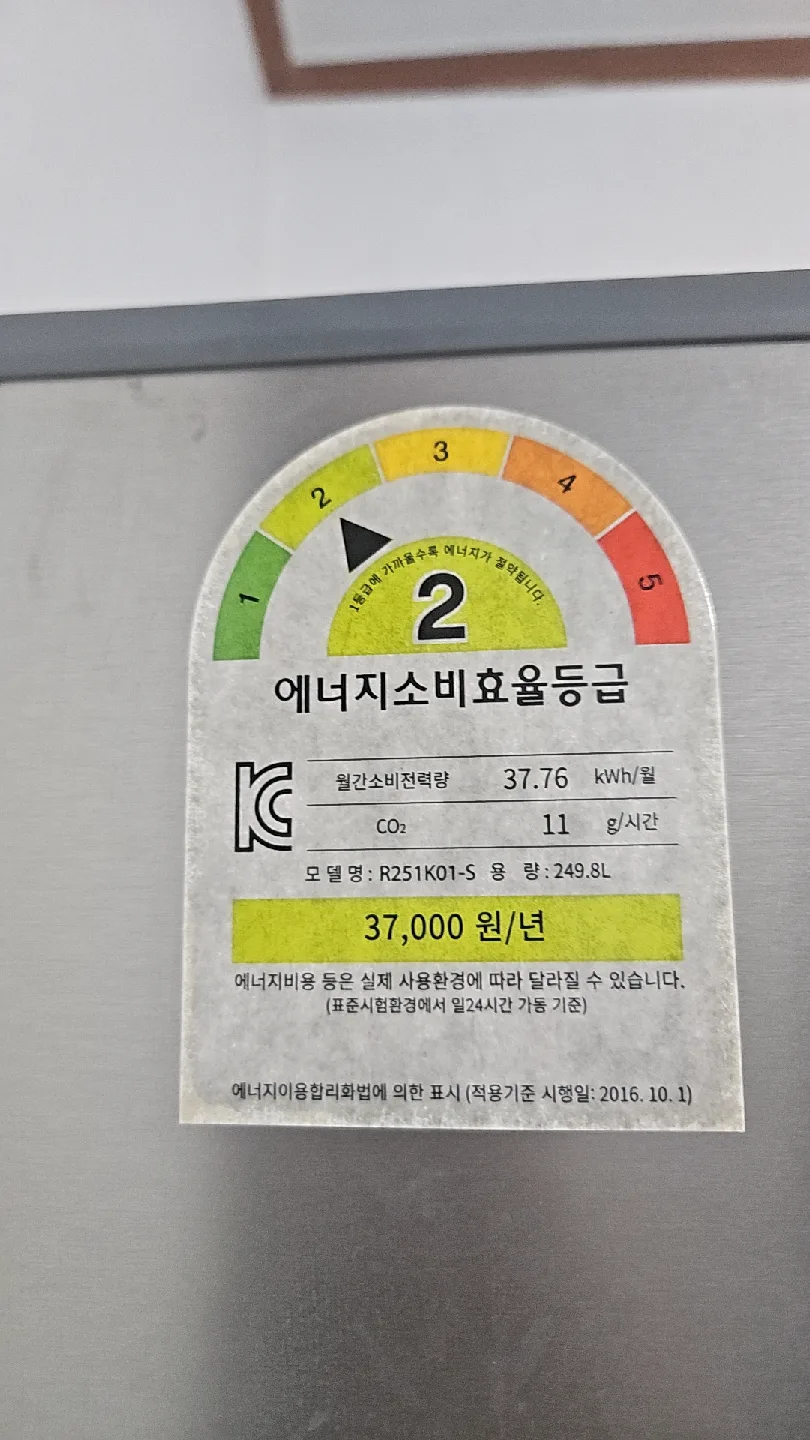 1
2
3
4
5
1등급에 가까울수록 에너지가 절약됩니다.
2
에너지소비효율등급
월간소비전력량 37.76 kWh/월
CO₂ 11 g/시간
모델명: R251K01-S 용 량: 249.8L
37,000 원/년
에너지비용 등은 실제 사용환경에 따라 달라질 수 있습니다.
(표준시험환경에서 일24시간 가동 기준)
에너지이용합리화법에 의한 표시 (적용기준 시행일: 2016. 10. 1)